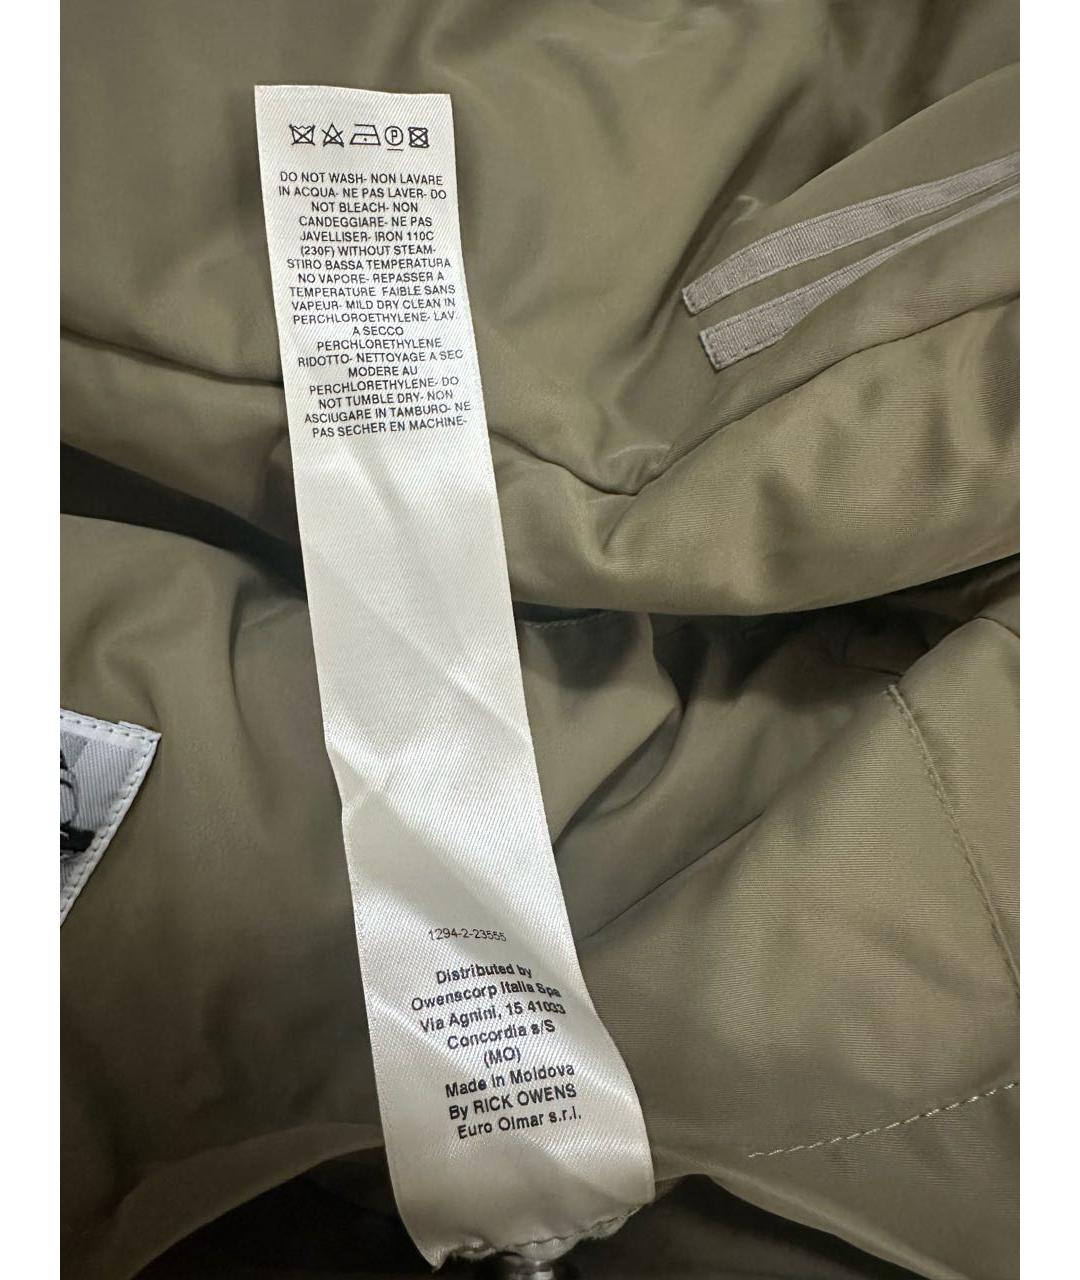 P
DO NOT WASH- NON LAVARE
IN ACQUA- NE PAS LAVER- DO
NOT BLEACH- NON
CANDEGGIARE- NE PAS
JAVELLISER- IRON 110C
(230F) WITHOUT STEAM-
STIRO BASSA TEMPERATURA
NO VAPORE- REPASSER A
TEMPERATURE FAIBLE SANS
VAPEUR- MILD DRY CLEAN IN
PERCHLOROETHYLENE- LAV.
A SECCO
PERCHLORETHYLENE
RIDOTTO- NETTOYAGE A SEC
MODERE AU
PERCHLORETHYLENE- DO
NOT TUMBLE DRY- NON
ASCIUGARE IN TAMBURO- NE
PAS SECHER EN MACHINE-
1294-2-23555
Distributed by
Owenscorp Italia Spa
Via Agnini, 15 41033
Concordia s/S
(MO)
Made in Moldova
By RICK OWENS
Euro Olmar s.r.l.